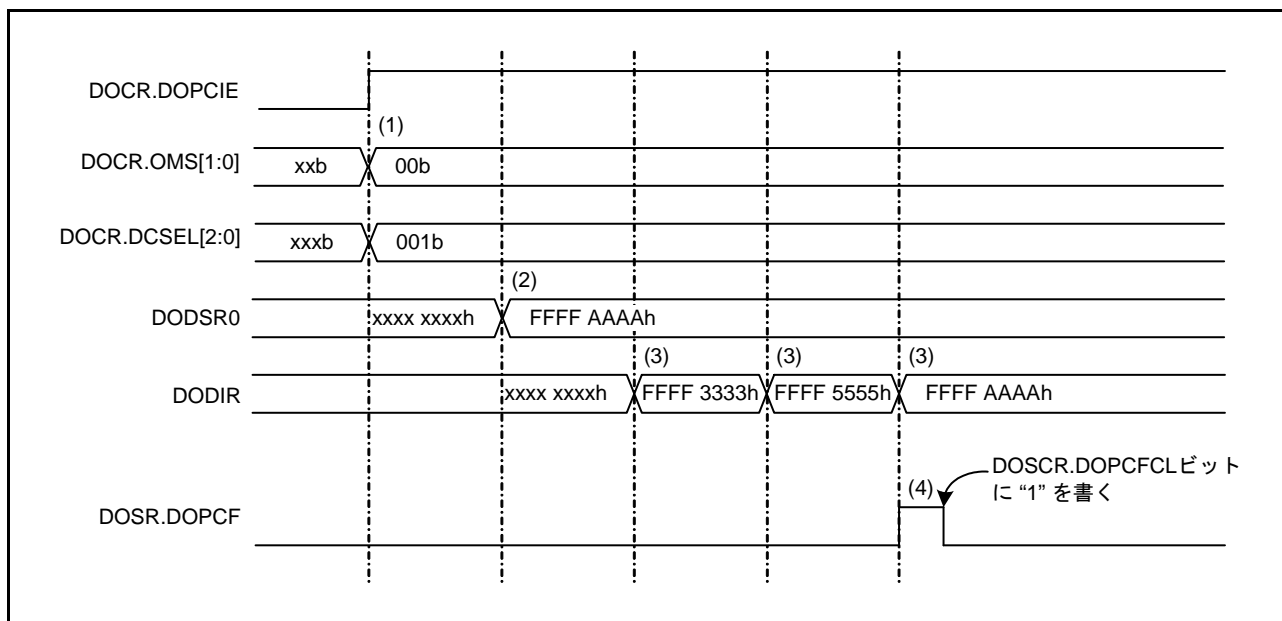 DOCR.DOPCIE
(1)
DOCR.OMS[1:0] xxb 00b
DOCR.DCSEL[2:0] xxxb 001b
(2)
DODSR0 xxxx xxxxh FFFF AAAAh
(3) (3) (3)
DODIR xxxx xxxxh FFFF 3333h FFFF 5555h FFFF AAAAh
DOSCR.DOPCFCLビット
に “1” を書く
(4)
DOSR.DOPCF